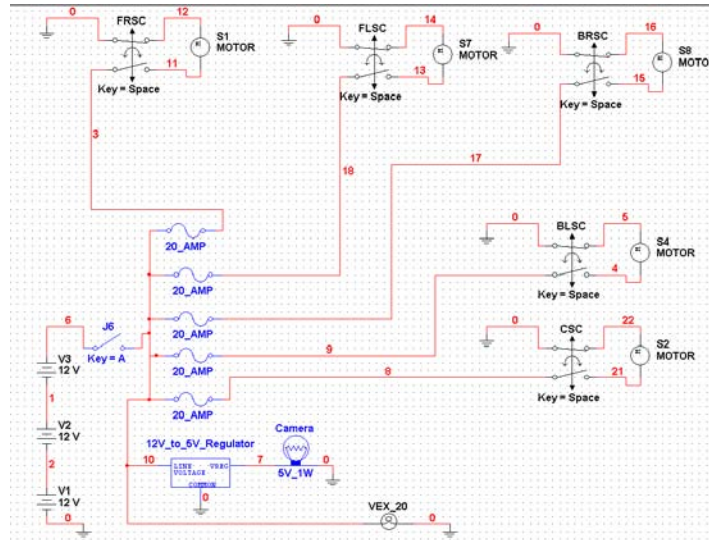 0 FRSC 12 S1
MOTOR
11
Key = Space
3
0 FLSC 14 S7
MOTOR
13
Key = Space
18
0 BRSC 16 S8
MOTO
15
Key = Space
17
20_AMP
20_AMP
20_AMP
20_AMP
20_AMP
0 BLSC 5 S4
MOTOR
4
Key = Space
9
0 CSC 22 S2
MOTOR
21
Key = Space
8
6 J6
Key = A
V3
12 V
1
V2
12 V
2
V1
12 V
0
12V_to_5V_Regulator
10 LINE VREG 7
VOLTAGE
COMMON
0
Camera
5V_1W
0
VEX_20
0